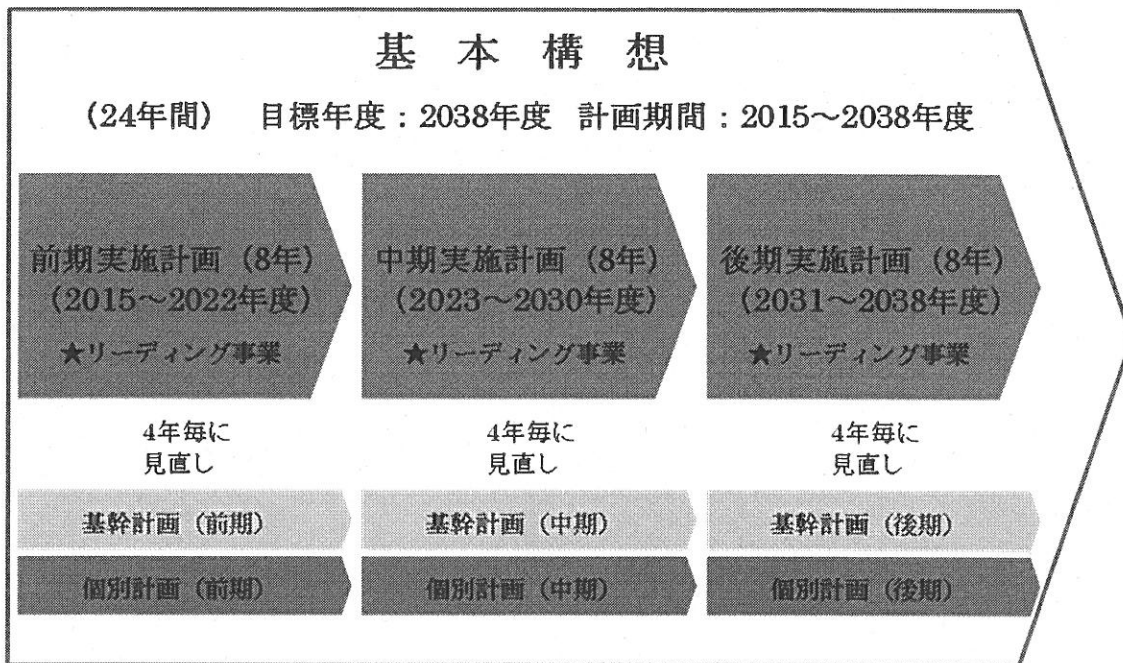 基本構想
(24年間) 目標年度：2038年度 計画期間：2015～2038年度
前期実施計画（8年）
（2015～2022年度）
★リーディング事業
中期実施計画（8年）
（2023～2030年度）
★リーディング事業
後期実施計画（8年）
（2031～2038年度）
★リーディング事業
4年毎に
見直し
4年毎に
見直し
4年毎に
見直し
基幹計画（前期）
基幹計画（中期）
基幹計画（後期）
個別計画（前期）
個別計画（中期）
個別計画（後期）